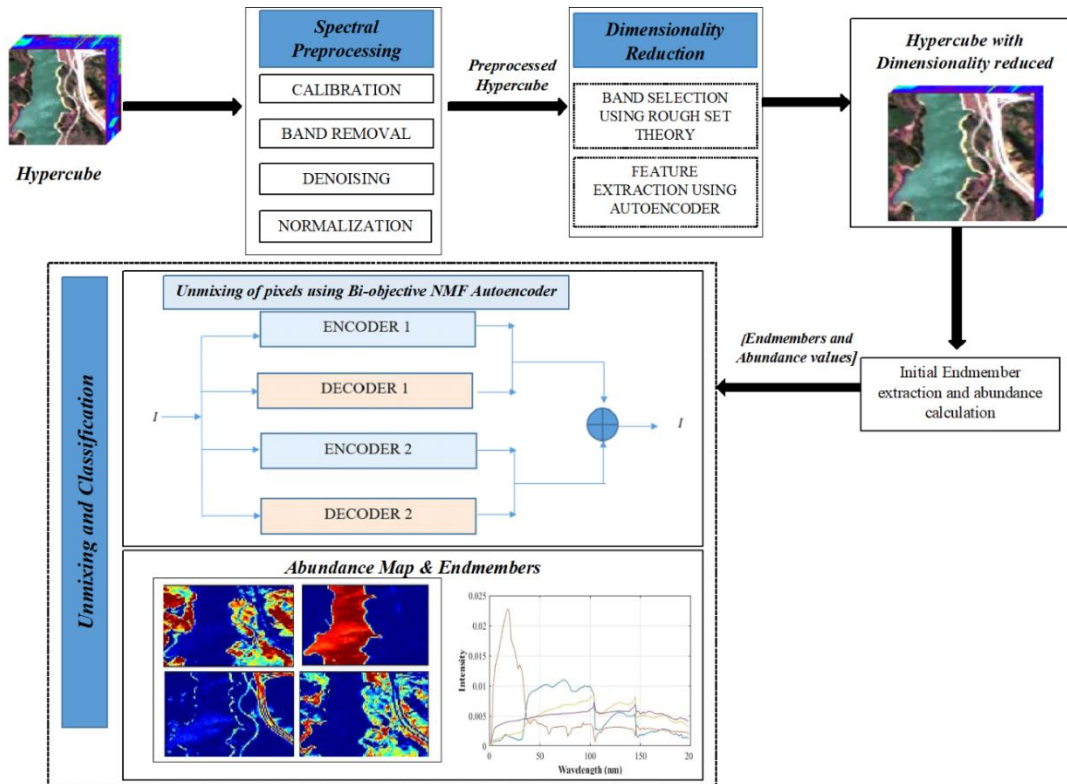 Hypercube
Spectral
Preprocessing
CALIBRATION
BAND REMOVAL
DENOISING
NORMALIZATION
Preprocessed
Hypercube
Dimensionality
Reduction
BAND SELECTION
USING ROUGH SET
THEORY
FEATURE
EXTRACTION USING
AUTOENCODER
Hypercube with
Dimensionality reduced
Initial Endmember
extraction and abundance
calculation
[Endmembers and
Abundance values]
Unmixing and Classification
Unmixing of pixels using Bi-objective NMF Autoencoder
ENCODER 1
DECODER 1
ENCODER 2
DECODER 2
I
I
Abundance Map & Endmembers
Intensity
0.025
0.02
0.015
0.01
0.005
0
0
50
100
150
20
Wavelength (nm)